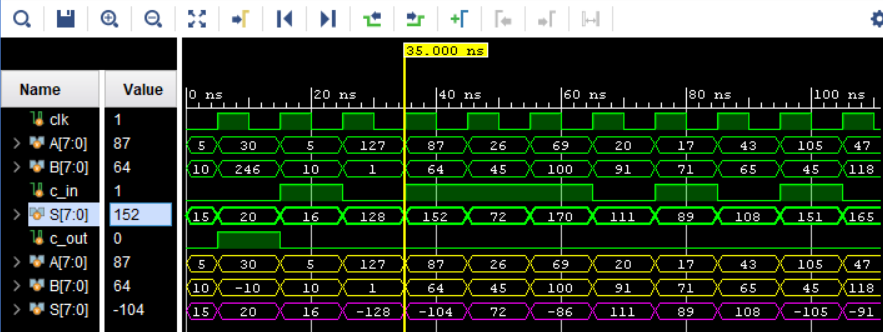 35.000 ns
Name Value 0 ns 20 ns 40 ns 60 ns 80 ns 100 ns
clk 1
A[7:0] 87 5 30 5 127 87 26 69 20 17 43 105 47
B[7:0] 64 10 246 10 1 64 45 100 91 71 65 45 118
c_in 1
S[7:0] 152 15 20 16 128 152 72 170 111 89 108 151 165
c_out 0
A[7:0] 87 5 30 5 127 87 26 69 20 17 43 105 47
B[7:0] 64 10 -10 10 1 64 45 100 91 71 65 45 118
S[7:0] -104 15 20 16 -128 -104 72 -86 111 89 108 -105 -91